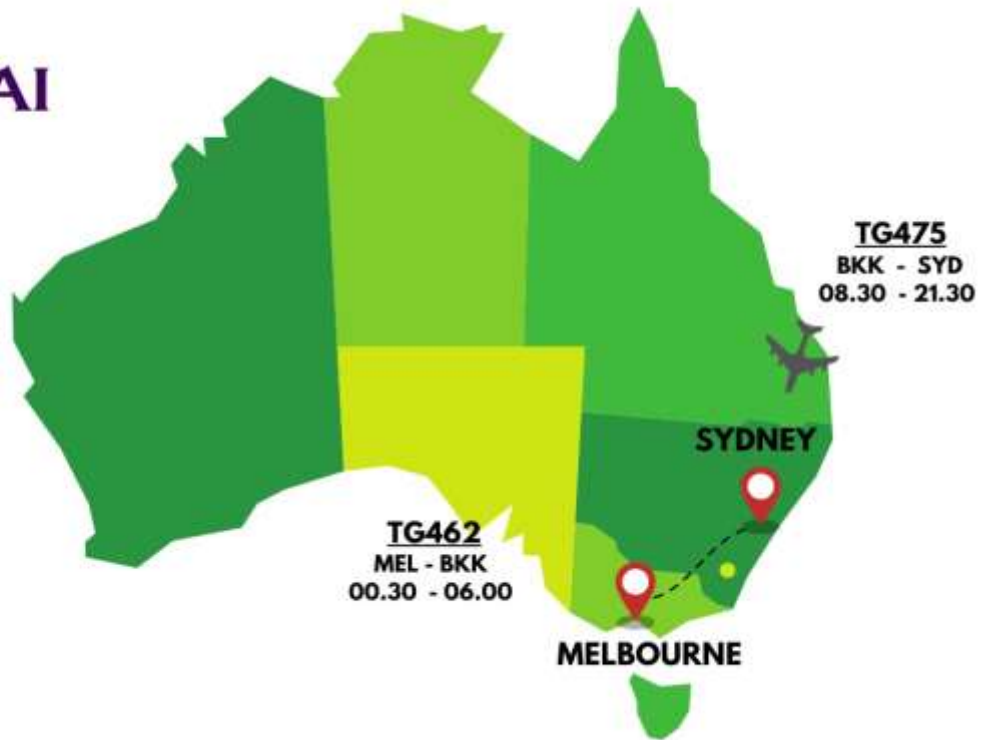 AI
TG475
BKK - SYD
08.30 - 21.30
SYDNEY
TG462
MEL - BKK
00.30 - 06.00
MELBOURNE